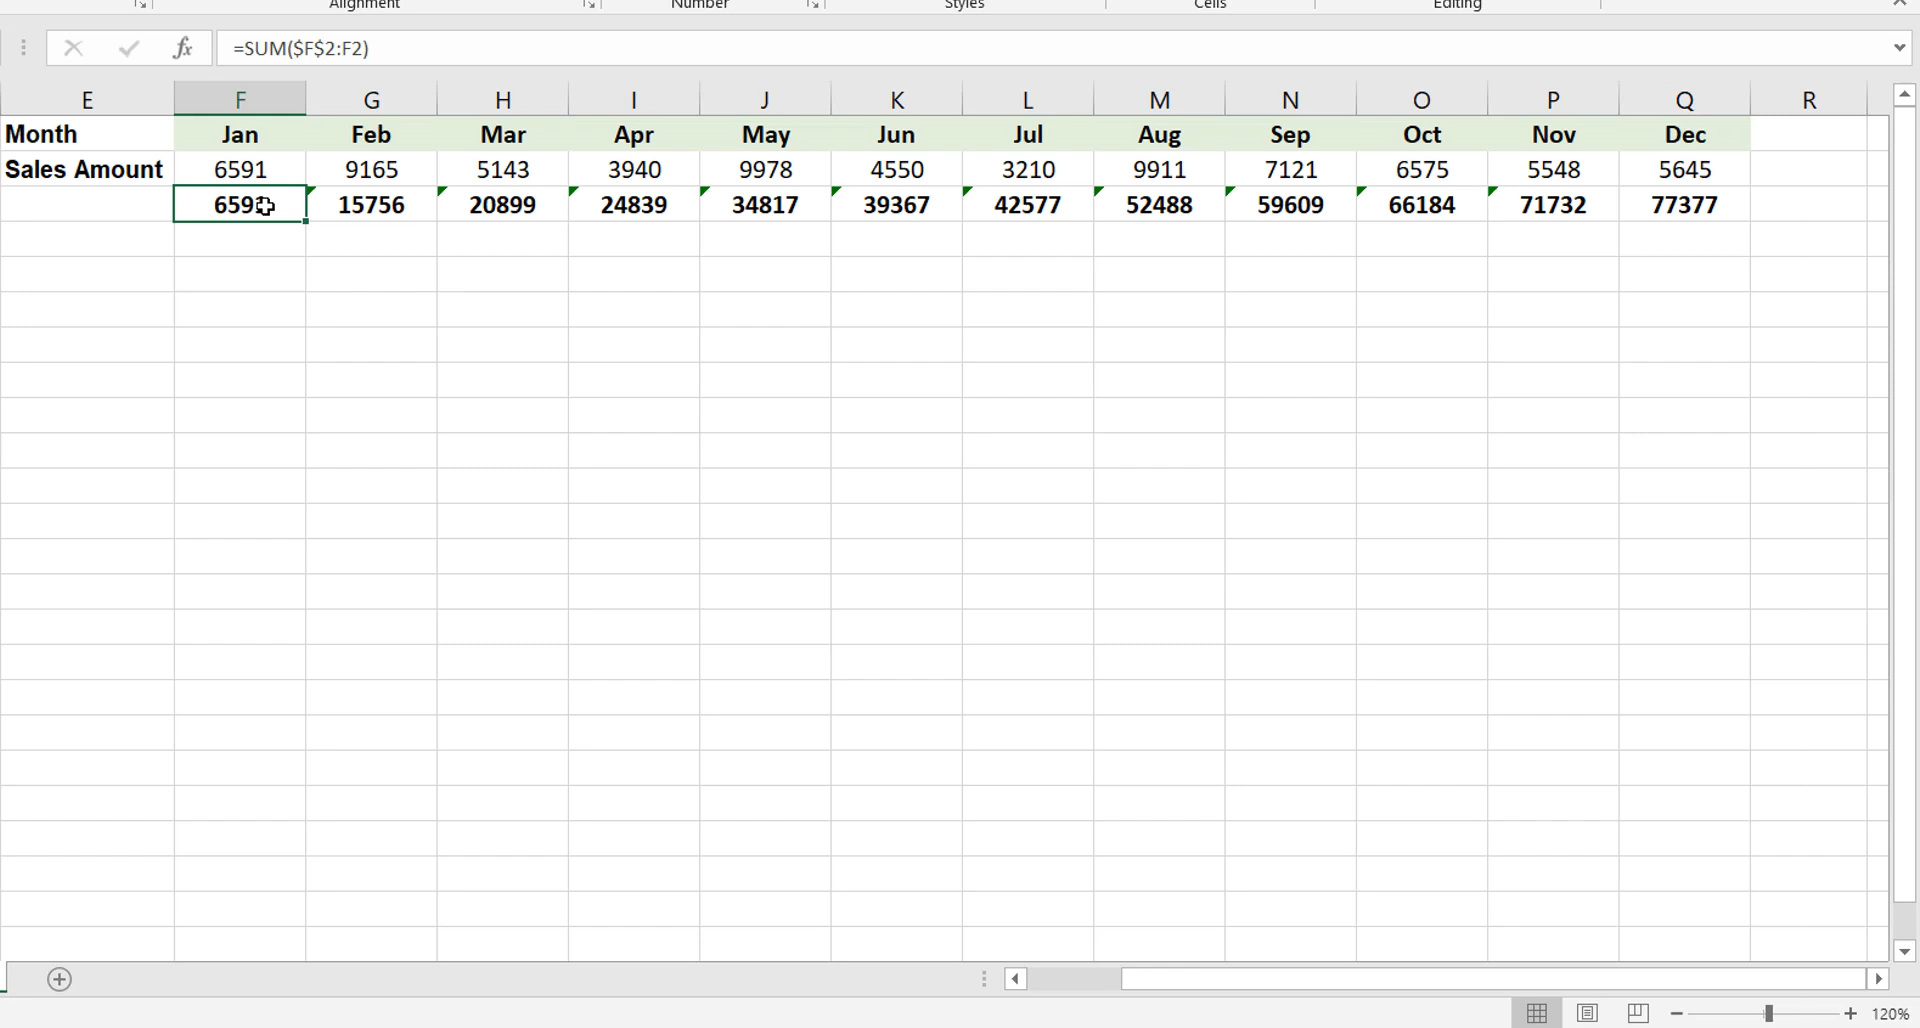 Alignment Number Styles Cells Editing
fx =SUM($F$2:F2)
E F G H I J K L M N O P Q R
Month Jan Feb Mar Apr May Jun Jul Aug Sep Oct Nov Dec
Sales Amount 6591 9165 5143 3940 9978 4550 3210 9911 7121 6575 5548 5645
15756 20899 24839 34817 39367 42577 52488 59609 66184 71732 77377
120%